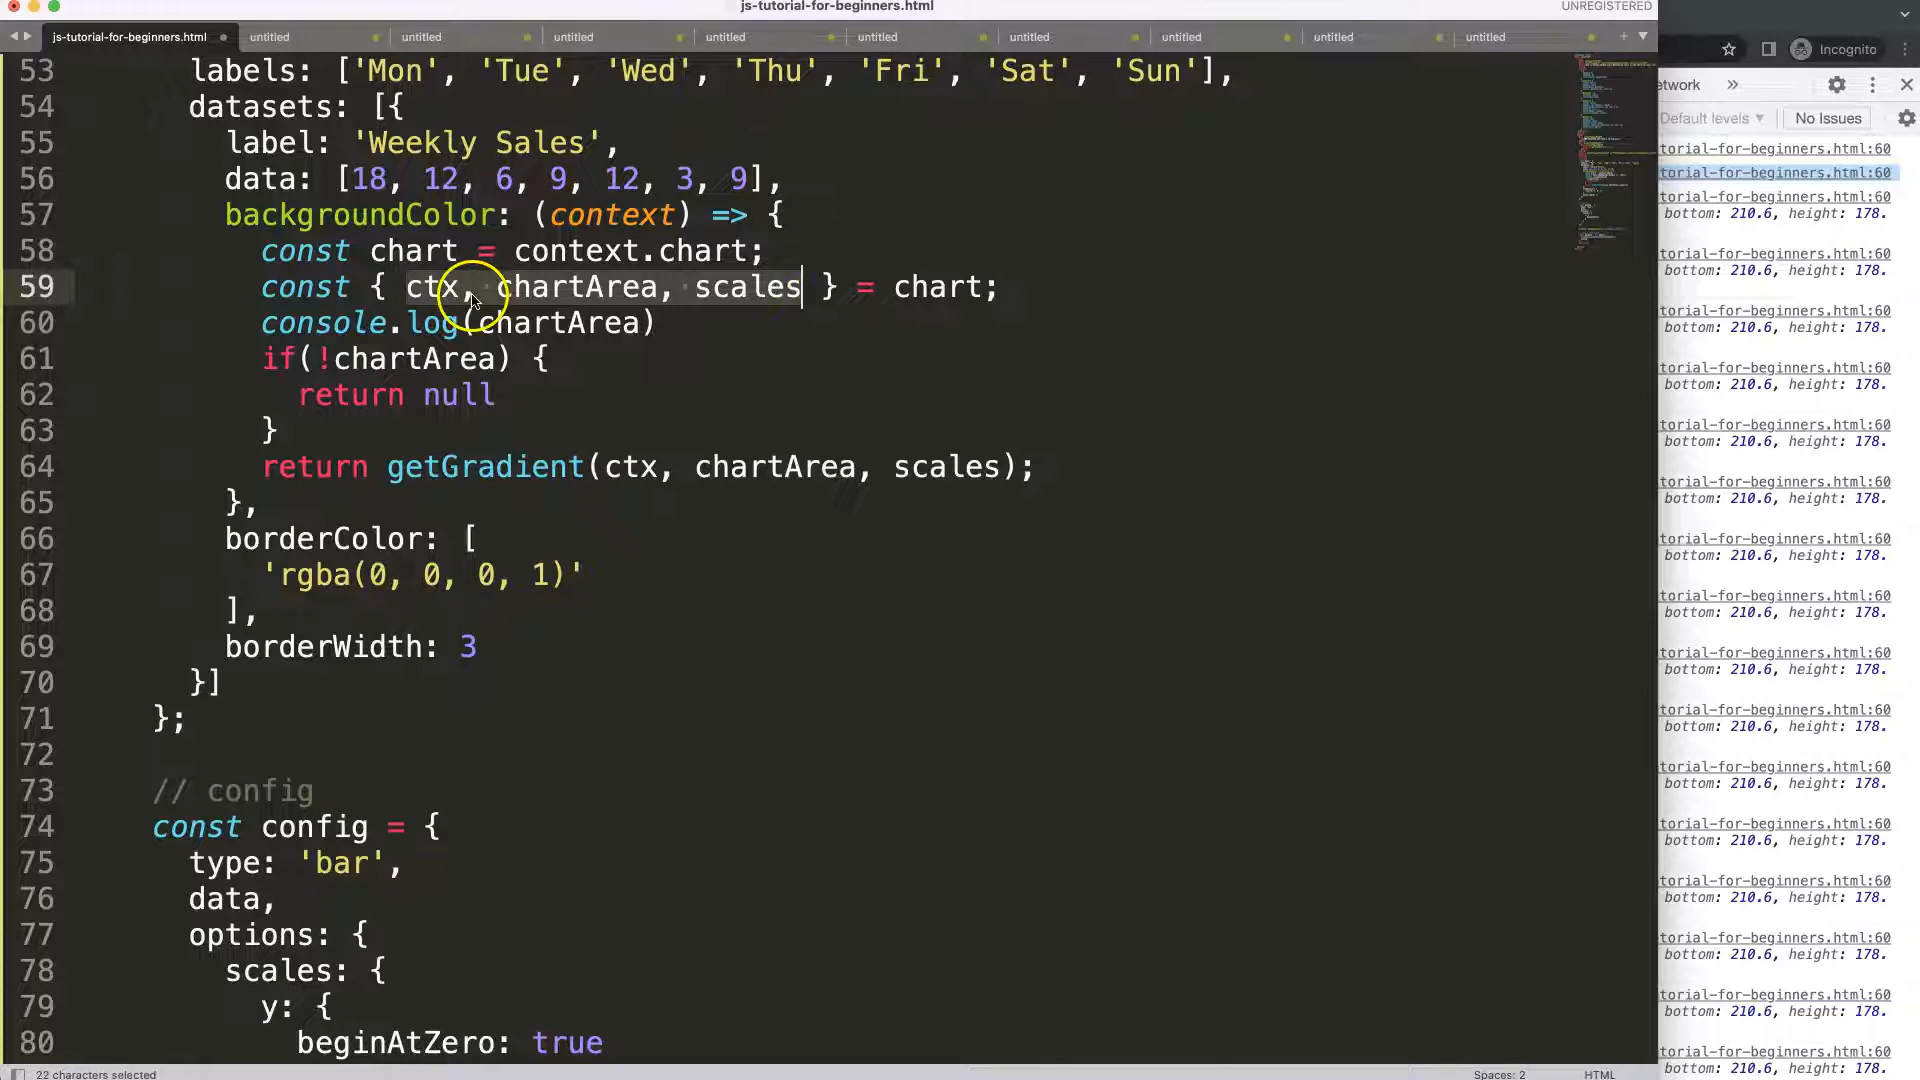 js-tutorial-for-beginners.html
UNREGISTERED
js-tutorial-for-beginners.html untitled untitled untitled untitled untitled untitled untitled untitled untitled
Incognito
53 labels: ['Mon', 'Tue', 'Wed', 'Thu', 'Fri', 'Sat', 'Sun'],
54 datasets: [{
55 label: 'Weekly Sales',
56 data: [18, 12, 6, 9, 12, 3, 9],
57 backgroundColor: (context) => {
58 const chart = context.chart;
59 const { ctx, chartArea, scales } = chart;
60 console.log(chartArea)
61 if(!chartArea) {
62 return null
63 }
64 return getGradient(ctx, chartArea, scales);
65 },
66 borderColor: [
67 'rgba(0, 0, 0, 1)'
68 ],
69 borderWidth: 3
70 }]
71 };
72
73 // config
74 const config = {
75 type: 'bar',
76 data,
77 options: {
78 scales: {
79 y: {
80 beginAtZero: true
22 characters selected
Spaces: 2
HTML
etwork »
Default levels ▼ No Issues
torial-for-beginners.html:60
torial-for-beginners.html:60
torial-for-beginners.html:60
bottom: 210.6, height: 178.
torial-for-beginners.html:60
bottom: 210.6, height: 178.
torial-for-beginners.html:60
bottom: 210.6, height: 178.
torial-for-beginners.html:60
bottom: 210.6, height: 178.
torial-for-beginners.html:60
bottom: 210.6, height: 178.
torial-for-beginners.html:60
bottom: 210.6, height: 178.
torial-for-beginners.html:60
bottom: 210.6, height: 178.
torial-for-beginners.html:60
bottom: 210.6, height: 178.
torial-for-beginners.html:60
bottom: 210.6, height: 178.
torial-for-beginners.html:60
bottom: 210.6, height: 178.
torial-for-beginners.html:60
bottom: 210.6, height: 178.
torial-for-beginners.html:60
bottom: 210.6, height: 178.
torial-for-beginners.html:60
bottom: 210.6, height: 178.
torial-for-beginners.html:60
bottom: 210.6, height: 178.
torial-for-beginners.html:60
bottom: 210.6, height: 178.
torial-for-beginners.html:60
bottom: 210.6, height: 178.